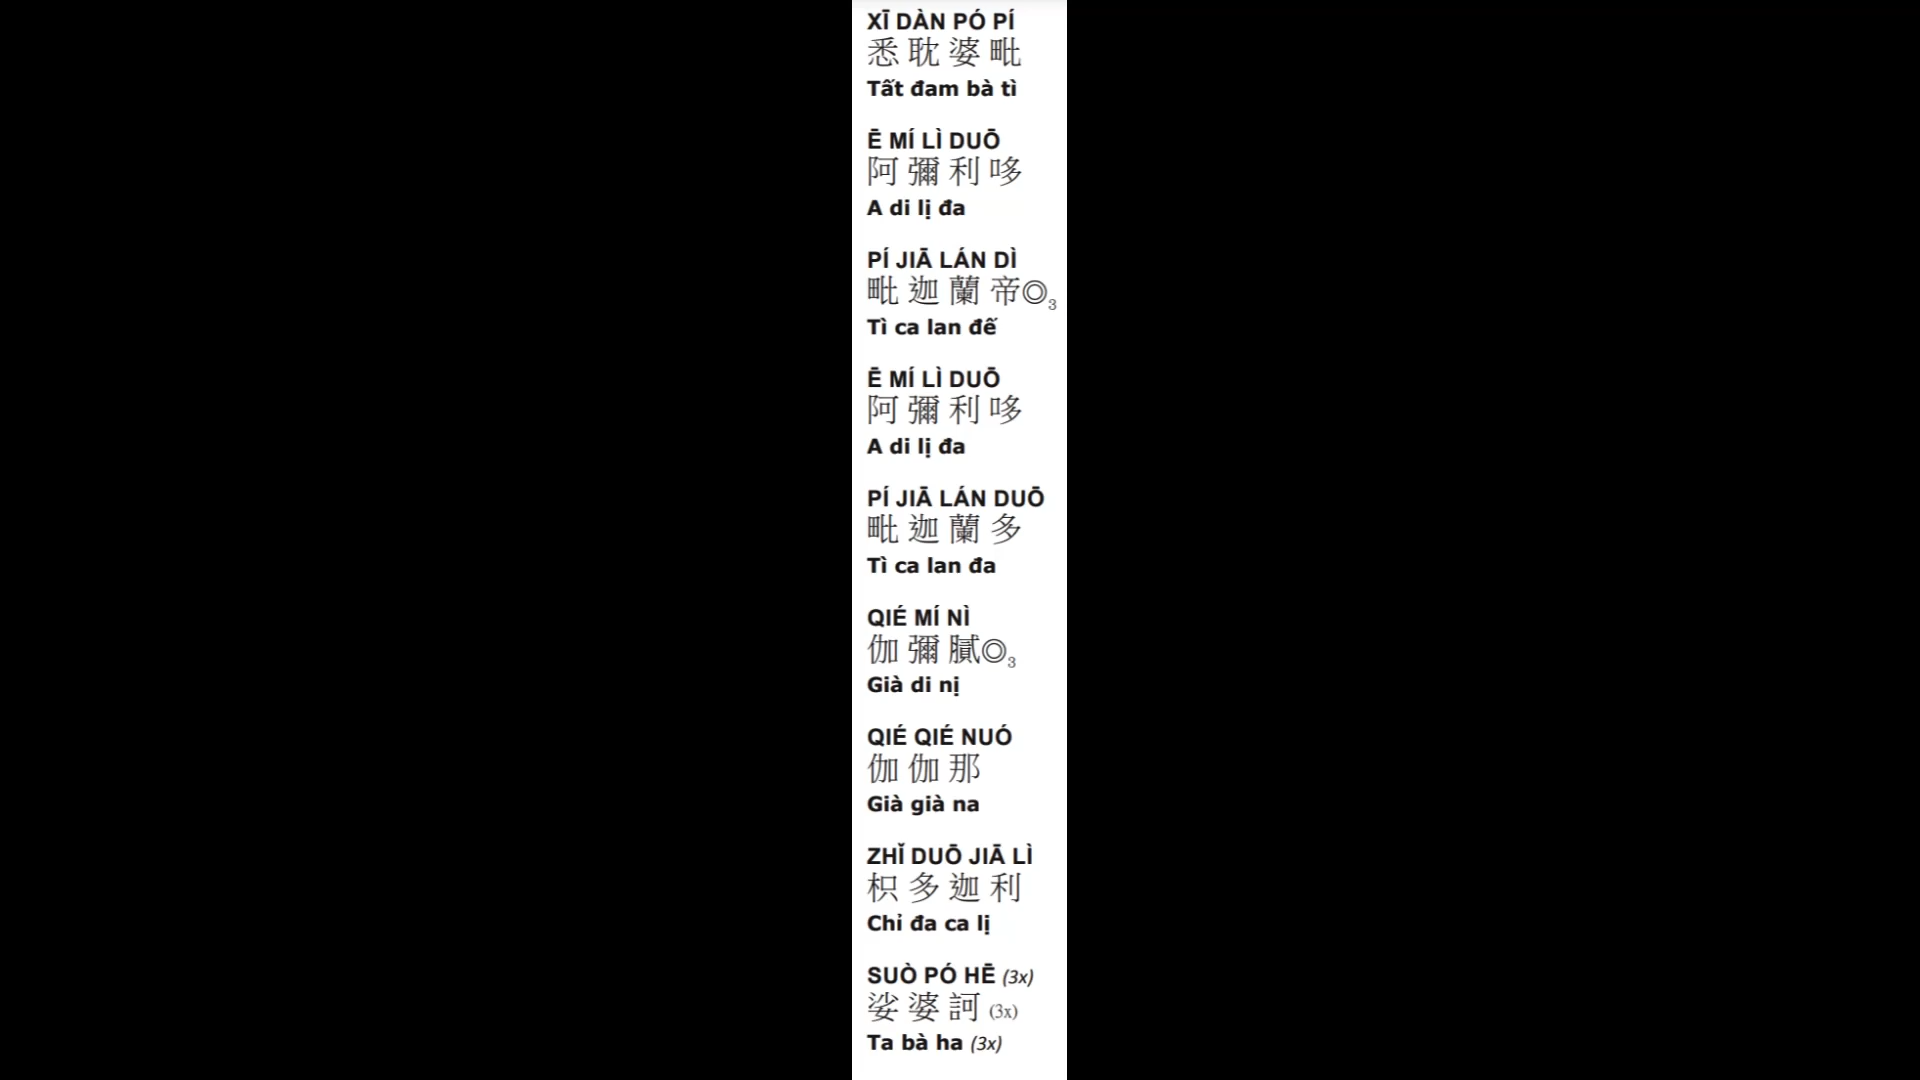 XĪ DÀN PÓ PÍ
悉 耽 婆 毗
Tất đam bà tì
Ē MÍ LÌ DUŌ
阿 彌 利 哆
A di lị đa
PÍ JIĀ LÁN DÌ
毗 迦 蘭 帝◎3
Tì ca lan đế
Ē MÍ LÌ DUŌ
阿 彌 利 哆
A di lị đa
PÍ JIĀ LÁN DUŌ
毗 迦 蘭 多
Tì ca lan đa
QIÉ MÍ NÌ
伽 彌 膩◎3
Già di nị
QIÉ QIÉ NUÓ
伽 伽 那
Già già na
ZHǏ DUŌ JIĀ LÌ
枳 多 迦 利
Chỉ đa ca lị
SUÒ PÓ HĒ (3x)
娑 婆 訶 (3x)
Ta bà ha (3x)